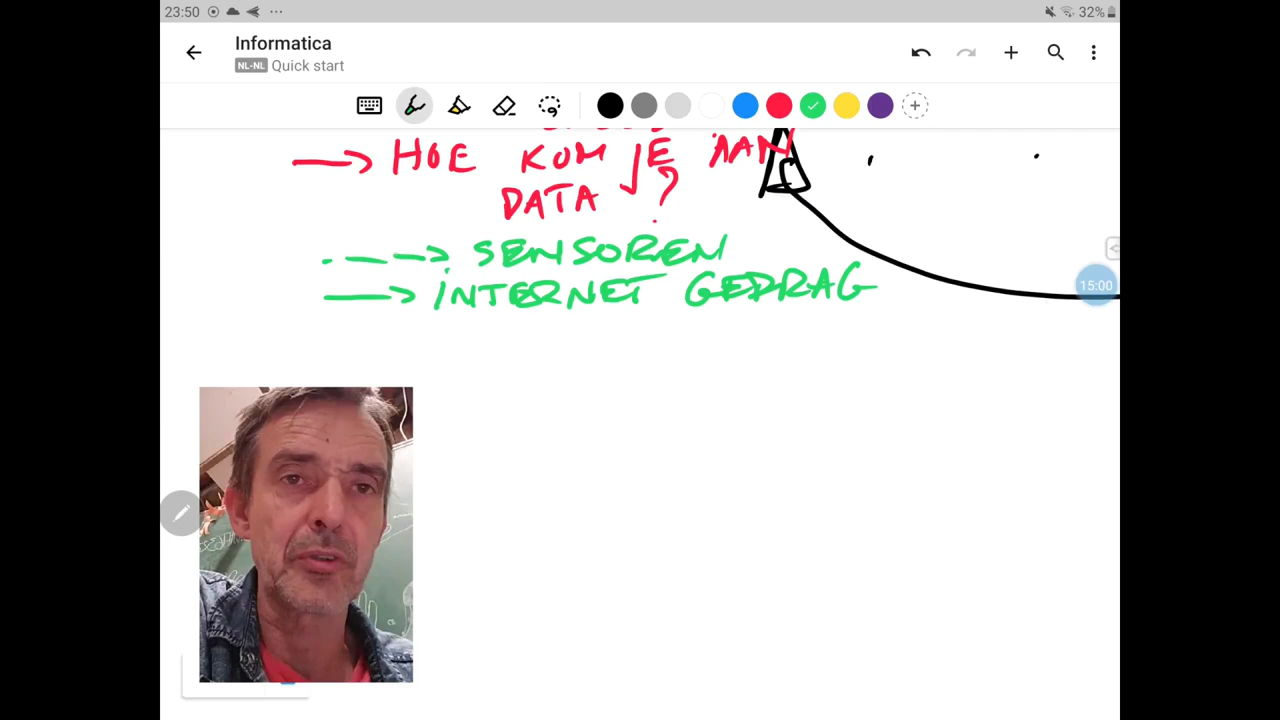 23:50 32%
Informatica
NL-NL Quick start
→ HOE KOM JE AAN
DATA ?
→ SENSOREN
→ INTERNET GEDRAG
15:00